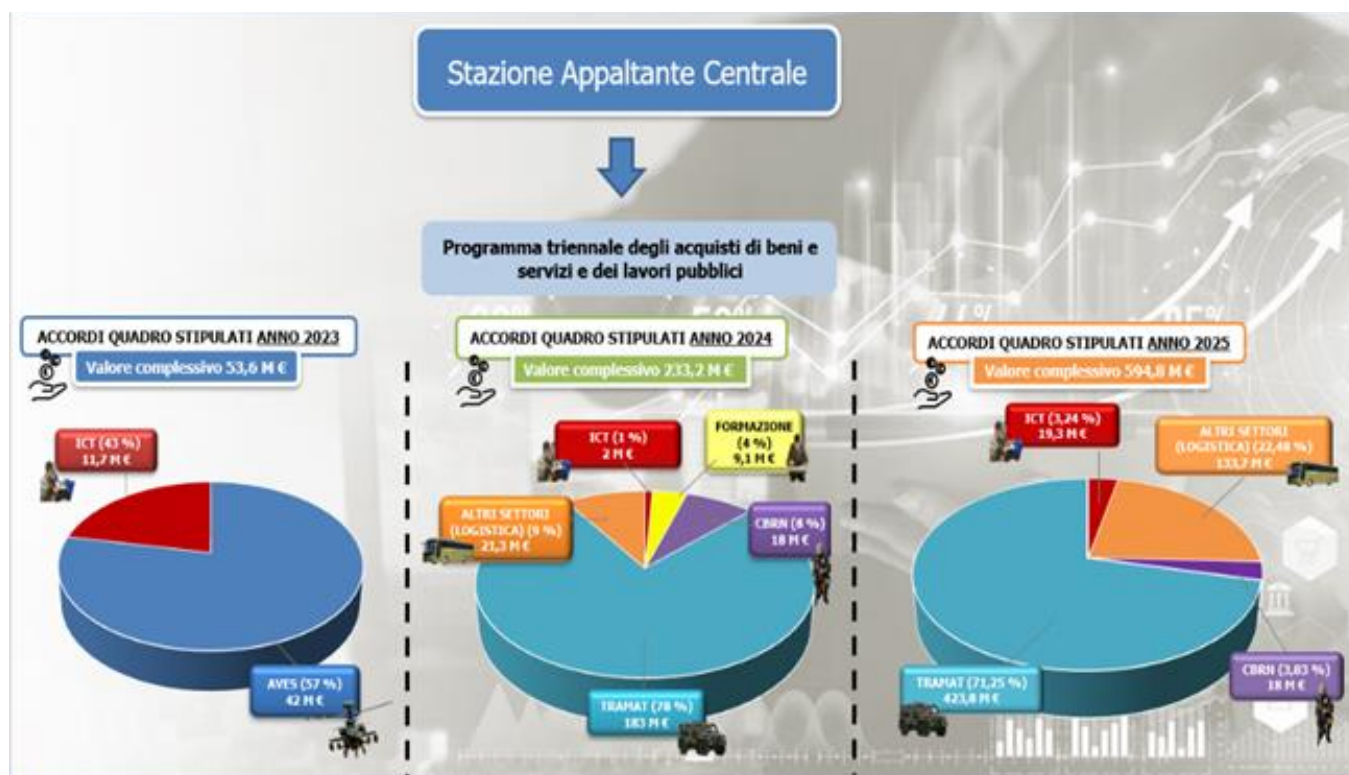 Stazione Appaltante Centrale
Programma triennale degli acquisti di beni e
servizi e dei lavori pubblici
ACCORDI QUADRO STIPULATI ANNO 2023
Valore complessivo 53,6 M €
ICT (43 %)
11,7 M €
AVES (57 %)
42 M €
ACCORDI QUADRO STIPULATI ANNO 2024
Valore complessivo 233,2 M €
ICT (1 %)
2 M €
FORMAZIONE
(4 %)
9,1 M €
ALTRI SETTORI
(LOGISTICA) (9 %)
21,3 M €
CBRN (8 %)
18 M €
TRAMAT (78 %)
183 M €
ACCORDI QUADRO STIPULATI ANNO 2025
Valore complessivo 594,8 M €
ICT (3,24 %)
19,3 M €
ALTRI SETTORI
(LOGISTICA) (22,48 %)
133,7 M €
TRAMAT (71,25 %)
423,8 M €
CBRN (3,03 %)
18 M €